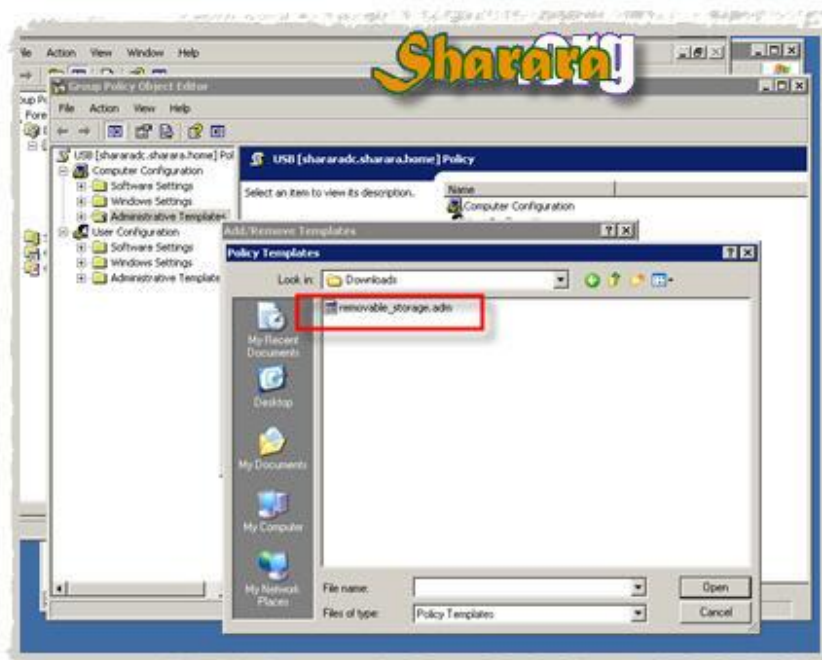 Sharara.org
File Action View Window Help
Group Policy Object Editor
File Action View Help
USB [shararadc.sharara.home] Pol
Computer Configuration
Software Settings
Windows Settings
Administrative Templates
User Configuration
Software Settings
Windows Settings
Administrative Template
USB [shararadc.sharara.home] Policy
Select an item to view its description.
Name
Computer Configuration
Add/Remove Templates
Policy Templates
Look in:
Downloads
removable_storage.adm
My Recent
Documents
Desktop
My Documents
My Computer
My Network
Places
File name:
Open
Files of type:
Policy Templates
Cancel